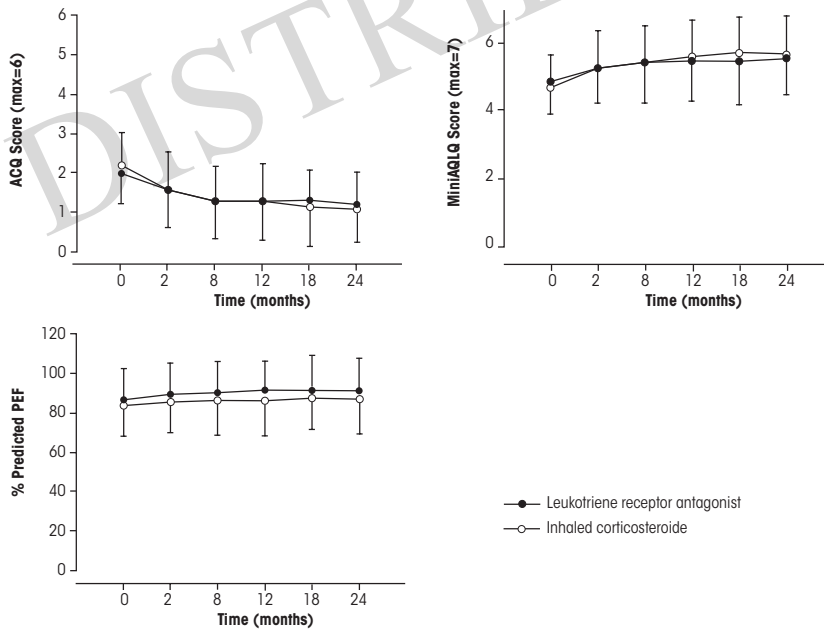 DISTRI
6
5
4
3
2
1
0
ACQ Score (max=6)
0 2 8 12 18 24
Time (months)
6
4
2
0
MiniAQLQ Score (max=7)
0 2 8 12 18 24
Time (months)
120
100
80
60
40
20
0
% Predicted PEF
0 2 8 12 18 24
Time (months)
Leukotriene receptor antagonist
Inhaled corticosteroide